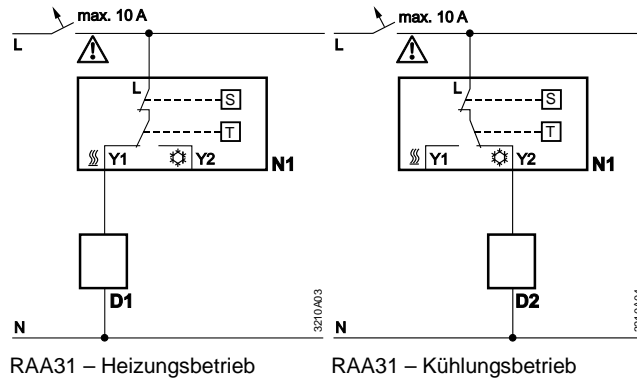 max. 10 A
L
L
S
T
Y1
Y2
N1
D1
N
3210A03
RAA31 – Heizungsbetrieb
max. 10 A
L
L
S
T
Y1
Y2
N1
D2
N
RAA31 – Kühlungsbetrieb